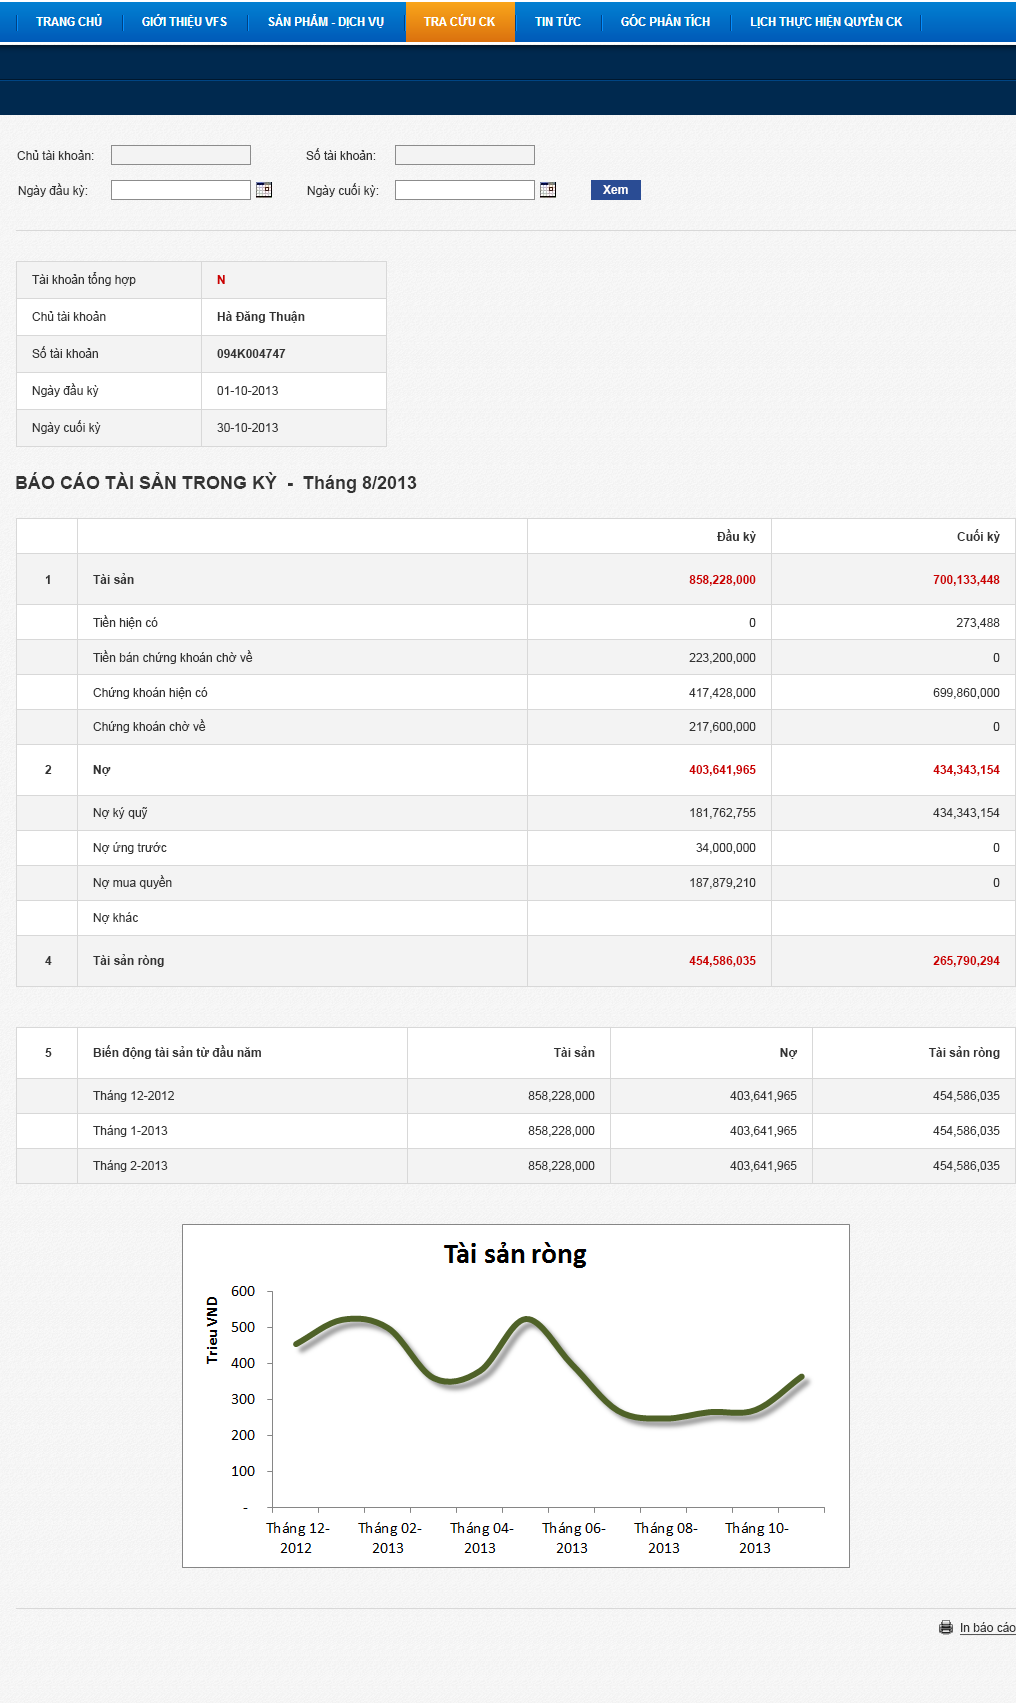 TRANG CHỦ GIỚI THIỆU VFS SẢN PHẨM - DỊCH VỤ TRA CỨU CK TIN TỨC GÓC PHÂN TÍCH LỊCH THỰC HIỆN QUYỀN CK
Chủ tài khoản: Số tài khoản:
Ngày đầu kỳ: Ngày cuối kỳ: Xem
Tài khoản tổng hợp N
Chủ tài khoản Hà Đăng Thuận
Số tài khoản 094K004747
Ngày đầu kỳ 01-10-2013
Ngày cuối kỳ 30-10-2013
BÁO CÁO TÀI SẢN TRONG KỲ - Tháng 8/2013
Đầu kỳ Cuối kỳ
1 Tài sản 858,228,000 700,133,448
Tiền hiện có 0 273,488
Tiền bán chứng khoán chờ về 223,200,000 0
Chứng khoán hiện có 417,428,000 699,860,000
Chứng khoán chờ về 217,600,000 0
2 Nợ 403,641,965 434,343,154
Nợ ký quỹ 181,762,755 434,343,154
Nợ ứng trước 34,000,000 0
Nợ mua quyền 187,879,210 0
Nợ khác
4 Tài sản ròng 454,586,035 265,790,294
5 Biến động tài sản từ đầu năm Tài sản Nợ Tài sản ròng
Tháng 12-2012 858,228,000 403,641,965 454,586,035
Tháng 1-2013 858,228,000 403,641,965 454,586,035
Tháng 2-2013 858,228,000 403,641,965 454,586,035
Tài sản ròng
Trieu VND
600
500
400
300
200
100
-
Tháng 12- Tháng 02- Tháng 04- Tháng 06- Tháng 08- Tháng 10-
2012 2013 2013 2013 2013 2013
In báo cáo